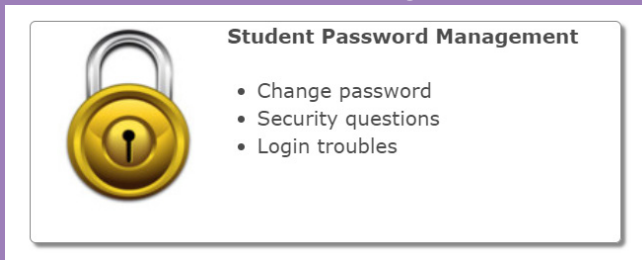 Student Password Management
• Change password
• Security questions
• Login troubles